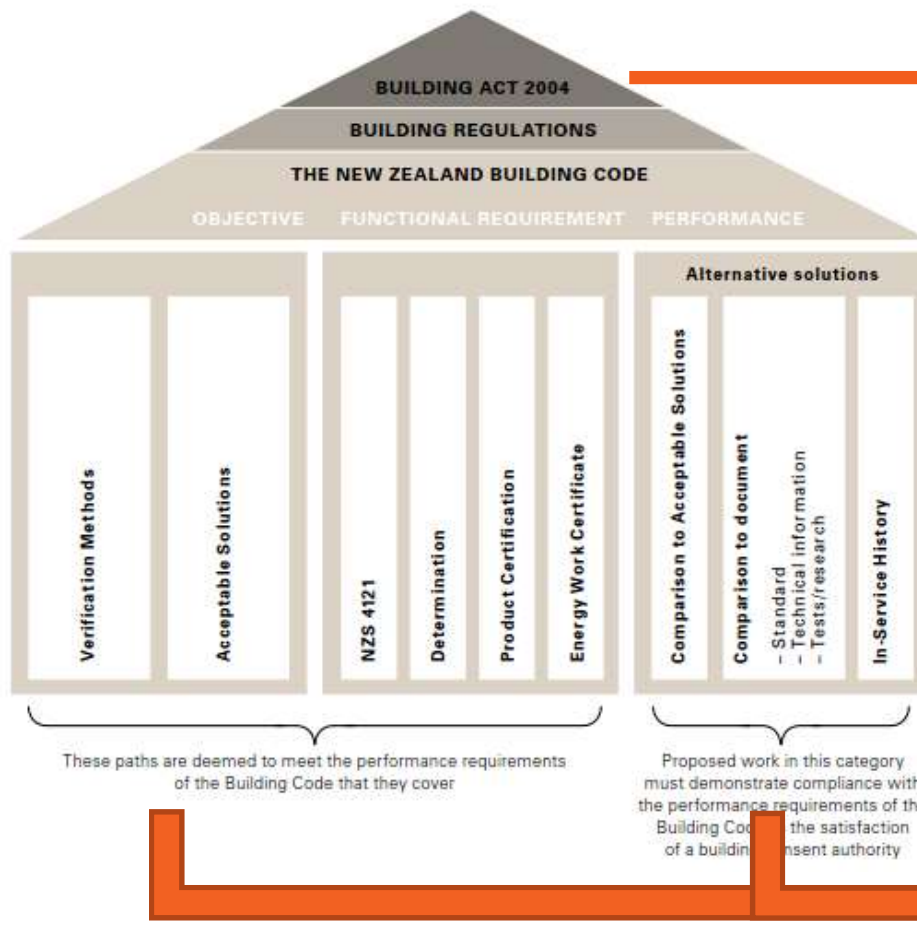 BUILDING ACT 2004
BUILDING REGULATIONS
THE NEW ZEALAND BUILDING CODE
OBJECTIVE FUNCTIONAL REQUIREMENT PERFORMANCE
Alternative solutions
Verification Methods
Acceptable Solutions
NZS 4121
Determination
Product Certification
Energy Work Certificate
Comparison to Acceptable Solutions
Comparison to document
– Standard
– Technical information
– Tests/research
In-Service History
These paths are deemed to meet the performance requirements
of the Building Code that they cover
Proposed work in this category
must demonstrate compliance with
the performance requirements of
Building the satisfaction
of a building authority